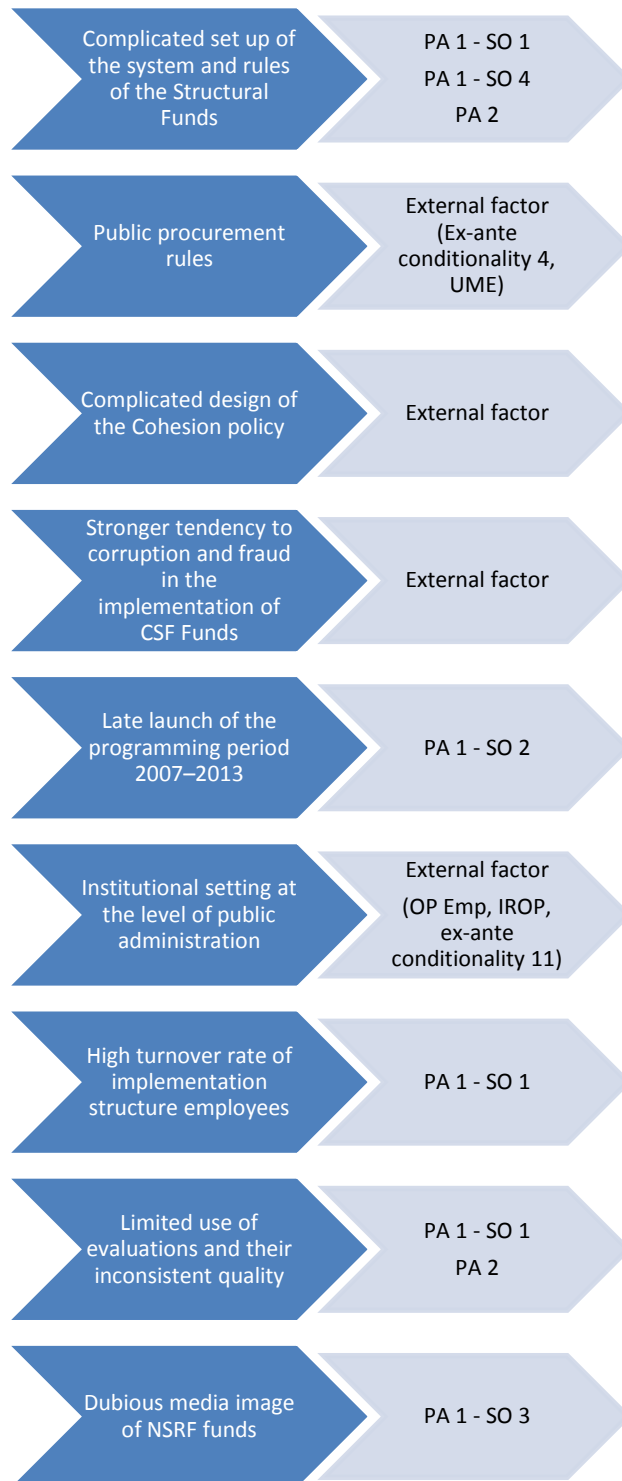 Complicated set up of
the system and rules
of the Structural
Funds
PA 1 - SO 1
PA 1 - SO 4
PA 2
Public procurement
rules
External factor
(Ex-ante
conditionality 4,
UME)
Complicated design of
the Cohesion policy
External factor
Stronger tendency to
corruption and fraud
in the
implementation of
CSF Funds
External factor
Late launch of the
programming period
2007–2013
PA 1 - SO 2
Institutional setting at
the level of public
administration
External factor
(OP Emp, IROP,
ex-ante
conditionality 11)
High turnover rate of
implementation
structure employees
PA 1 - SO 1
Limited use of
evaluations and their
inconsistent quality
PA 1 - SO 1
PA 2
Dubious media image
of NSRF funds
PA 1 - SO 3